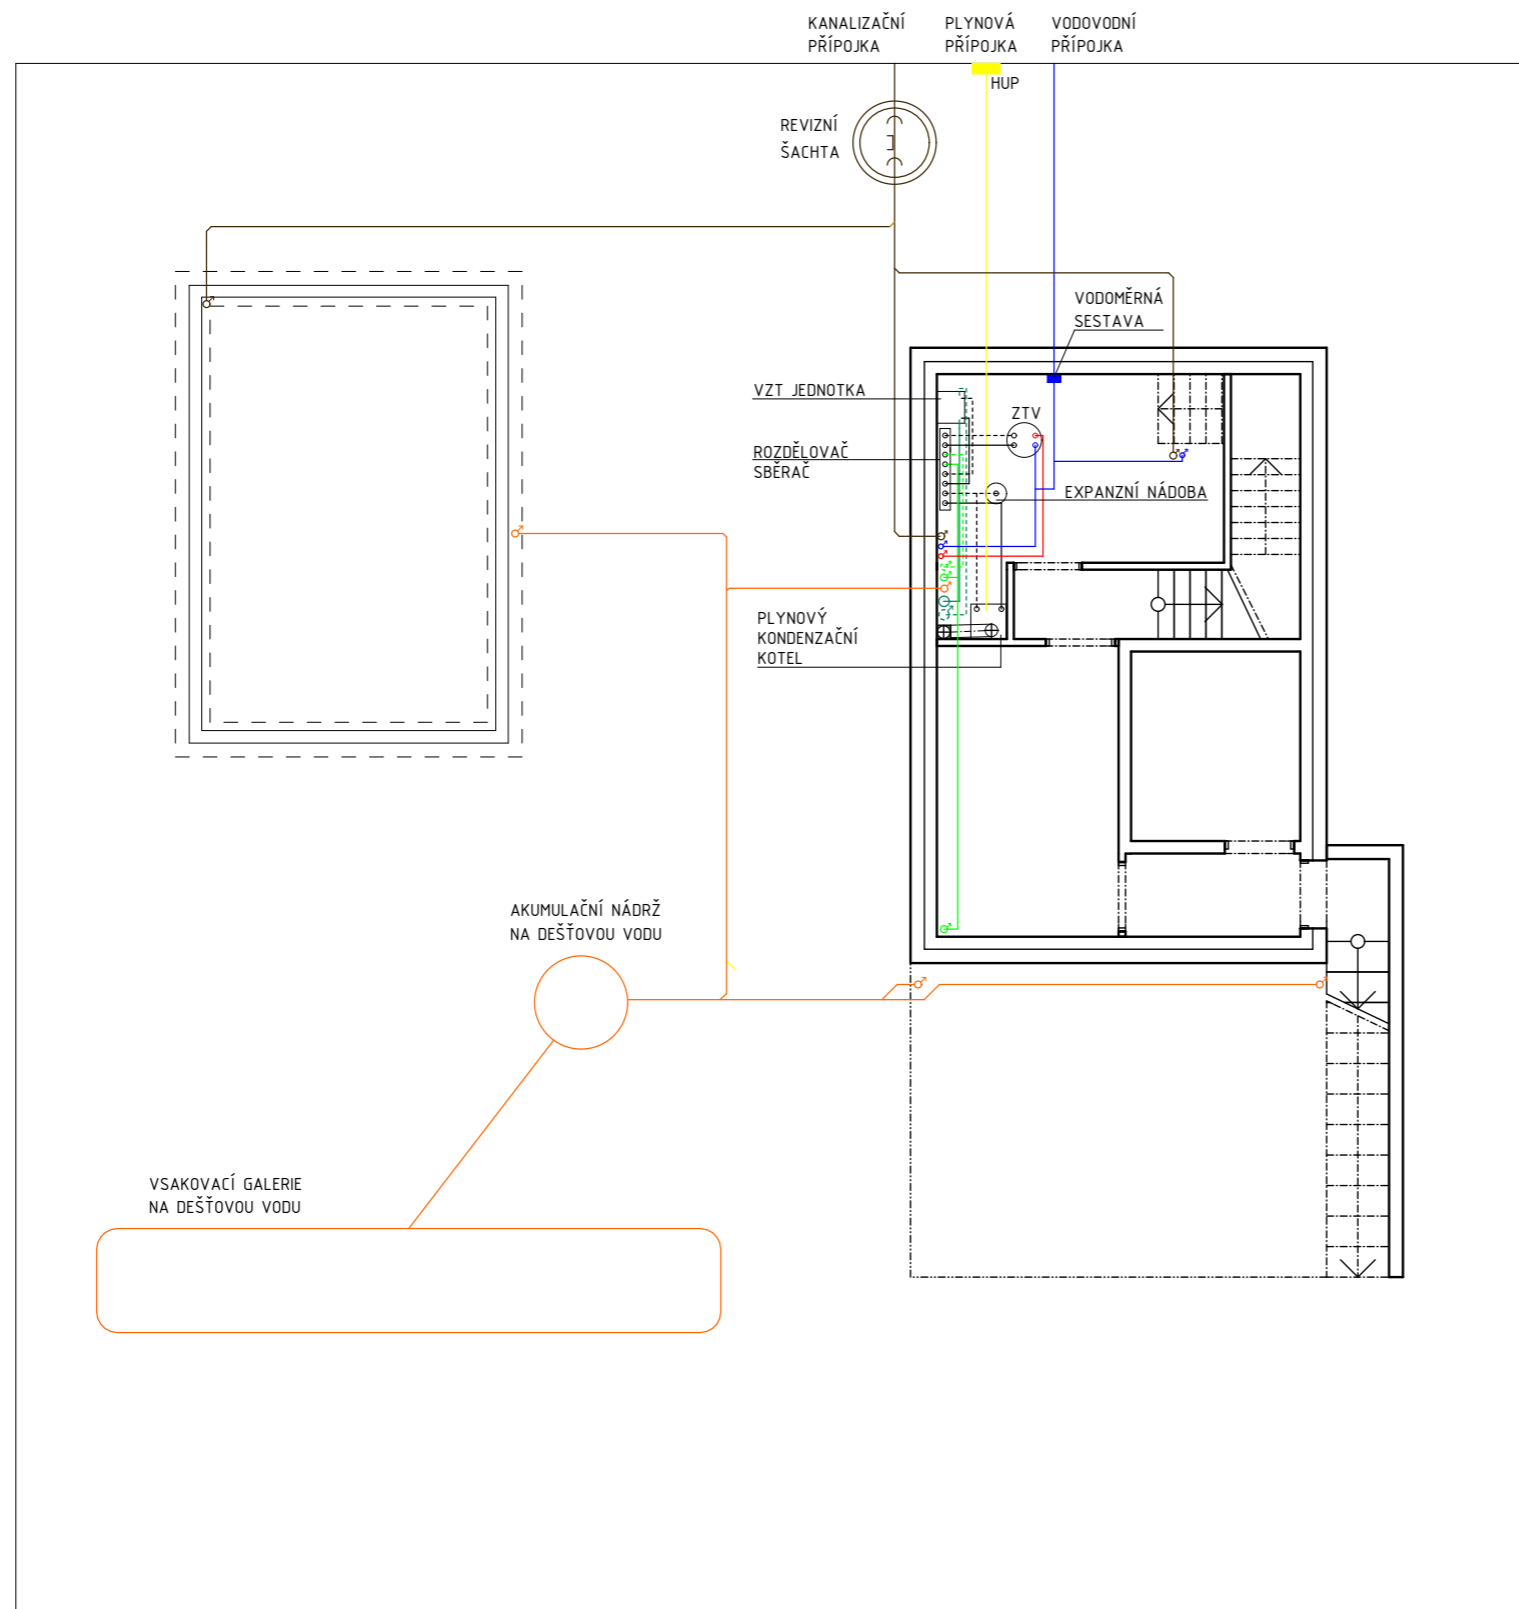 KANALIZAČNÍ
PŘÍPOJKA
PLYNOVÁ
PŘÍPOJKA
VODOVODNÍ
PŘÍPOJKA
HUP
REVIZNÍ
ŠACHTA
VODOMĚRNÁ
SESTAVA
VZT JEDNOTKA
ZTV
ROZDĚLOVAČ
SBĚRAČ
EXPANZNÍ NÁDOBA
PLYNOVÝ
KONDENZAČNÍ
KOTEL
AKUMULAČNÍ NÁDRŽ
NA DEŠŤOVOU VODU
VSAKOVACÍ GALERIE
NA DEŠŤOVOU VODU